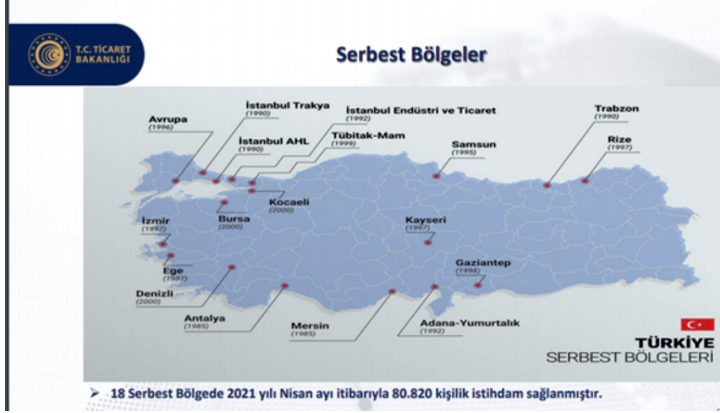 T.C. TİCARET
BAKANLIĞI
Serbest Bölgeler
Avrupa
(1996)
İstanbul Trakya
(1990)
İstanbul AHL
(1990)
İstanbul Endüstri ve Ticaret
(1992)
Tübitak-Mam
(1999)
Samsun
(1995)
Trabzon
(1990)
Rize
(1997)
Kocaeli
(2000)
Bursa
(2000)
İzmir
(1997)
Ege
(1987)
Denizli
(2000)
Antalya
(1985)
Mersin
(1985)
Kayseri
(1997)
Gaziantep
(1998)
Adana-Yumurtalık
(1992)
TÜRKİYE
SERBEST BÖLGELERİ
➢ 18 Serbest Bölgede 2021 yılı Nisan ayı itibarıyla 80.820 kişilik istihdam sağlanmıştır.